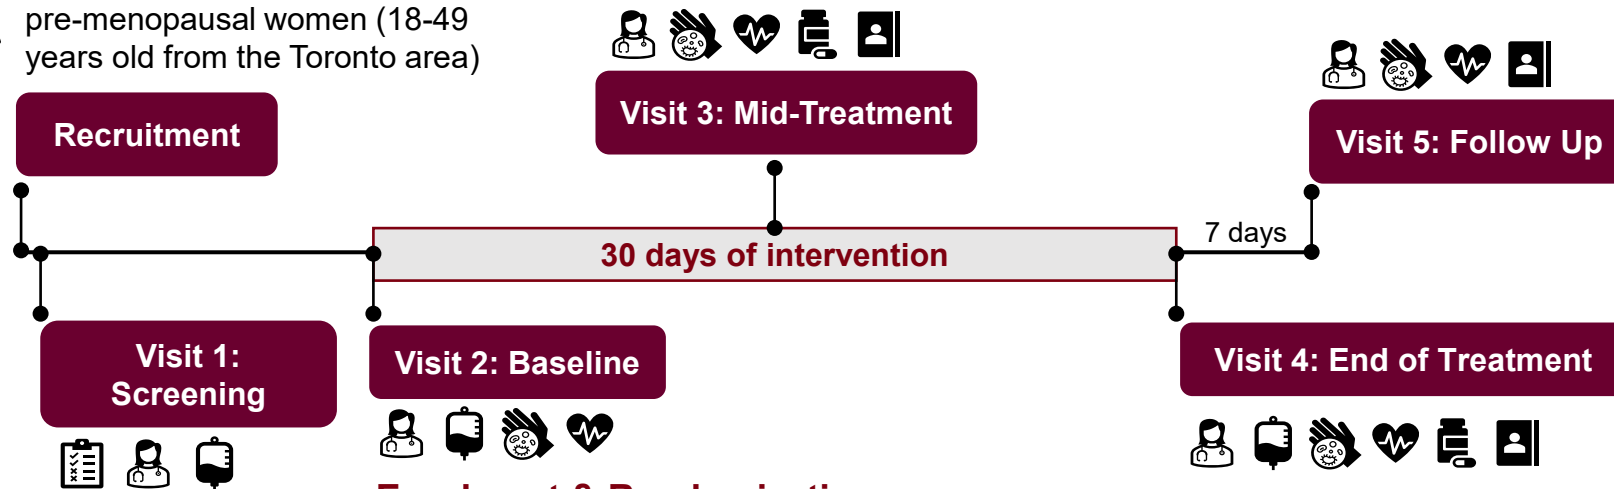 pre-menopausal women (18-49
years old from the Toronto area)
Recruitment
Visit 3: Mid-Treatment
Visit 5: Follow Up
7 days
30 days of intervention
Visit 1:
Screening
Visit 2: Baseline
Visit 4: End of Treatment